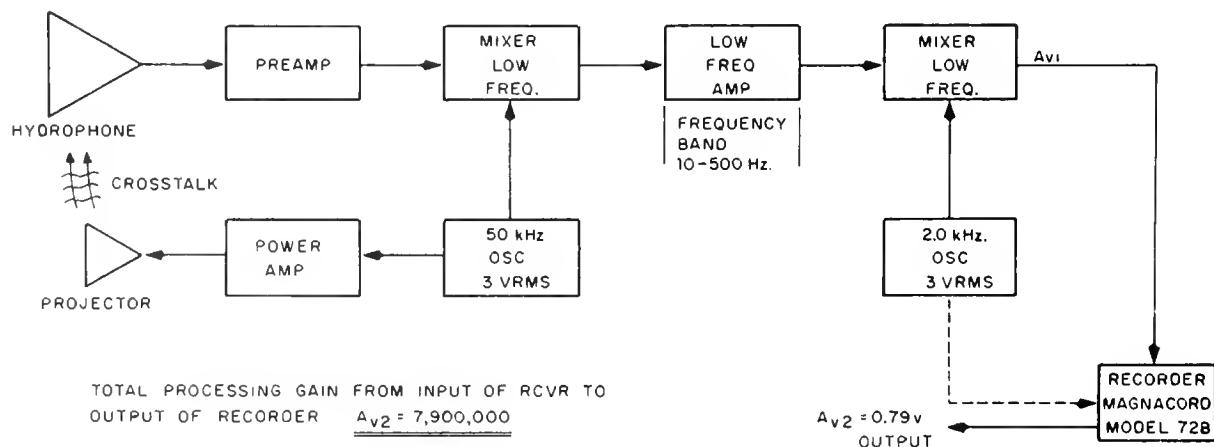 HYDROPHONE
PREAMP
MIXER
LOW
FREQ.
LOW
FREQ
AMP
FREQUENCY
BAND
10-500 Hz.
MIXER
LOW
FREQ.
Av1
CROSSTALK
PROJECTOR
POWER
AMP
50 kHz
OSC
3 VRMS
2.0 kHz.
OSC
3 VRMS
RECORDER
MAGNACORD
MODEL 728
Av2 = 0.79v
OUTPUT
TOTAL PROCESSING GAIN FROM INPUT OF RCVR TO
OUTPUT OF RECORDER Av2 = 7,900,000